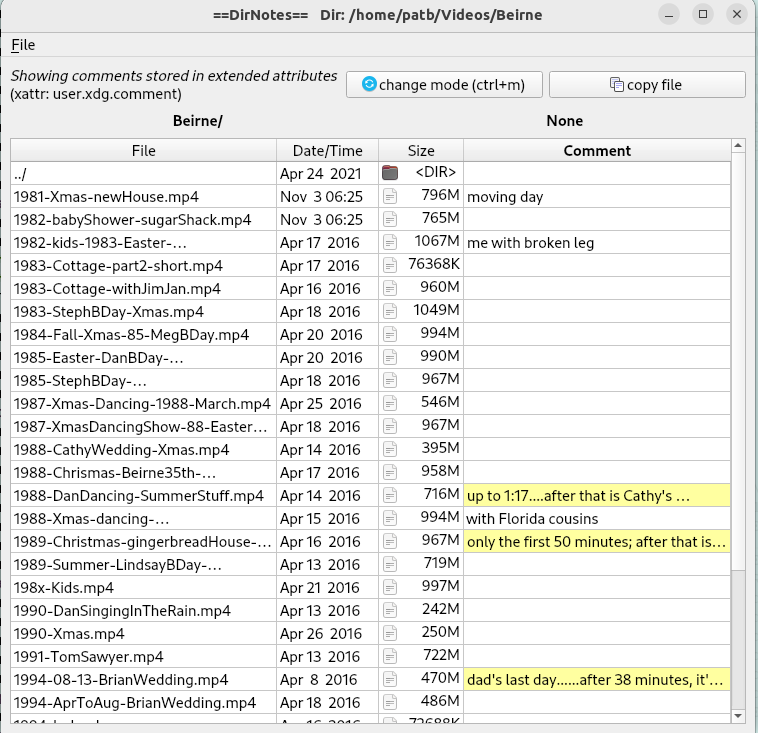 ==DirNotes==   Dir: /home/patb/Videos/Beirne
File
Showing comments stored in extended attributes
(xattr: user.xdg.comment)
change mode (ctrl+m)
copy file
Beirne/ None
File Date/Time Size Comment
../ Apr 24 2021 <DIR>
1981-Xmas-newHouse.mp4 Nov 3 06:25 796M moving day
1982-babyShower-sugarShack.mp4 Nov 3 06:25 765M
1982-kids-1983-Easter-... Apr 17 2016 1067M me with broken leg
1983-Cottage-part2-short.mp4 Apr 17 2016 76368K
1983-Cottage-withJimJan.mp4 Apr 16 2016 960M
1983-StephBDay-Xmas.mp4 Apr 18 2016 1049M
1984-Fall-Xmas-85-MegBDay.mp4 Apr 20 2016 994M
1985-Easter-DanBDay-... Apr 20 2016 990M
1985-StephBDay-... Apr 18 2016 967M
1987-Xmas-Dancing-1988-March.mp4 Apr 25 2016 546M
1987-XmasDancingShow-88-Easter... Apr 18 2016 967M
1988-CathyWedding-Xmas.mp4 Apr 14 2016 395M
1988-Chrismas-Beirne35th-... Apr 17 2016 958M
1988-DanDancing-SummerStuff.mp4 Apr 14 2016 716M up to 1:17....after that is Cathy's ...
1988-Xmas-dancing-... Apr 15 2016 994M with Florida cousins
1989-Christmas-gingerbreadHouse-... Apr 16 2016 967M only the first 50 minutes; after that is...
1989-Summer-LindsayBDay-... Apr 13 2016 719M
198x-Kids.mp4 Apr 21 2016 997M
1990-DanSingingInTheRain.mp4 Apr 13 2016 242M
1990-Xmas.mp4 Apr 26 2016 250M
1991-TomSawyer.mp4 Apr 13 2016 722M
1994-08-13-BrianWedding.mp4 Apr 8 2016 470M dad's last day......after 38 minutes, it'...
1994-AprToAug-BrianWedding.mp4 Apr 18 2016 486M